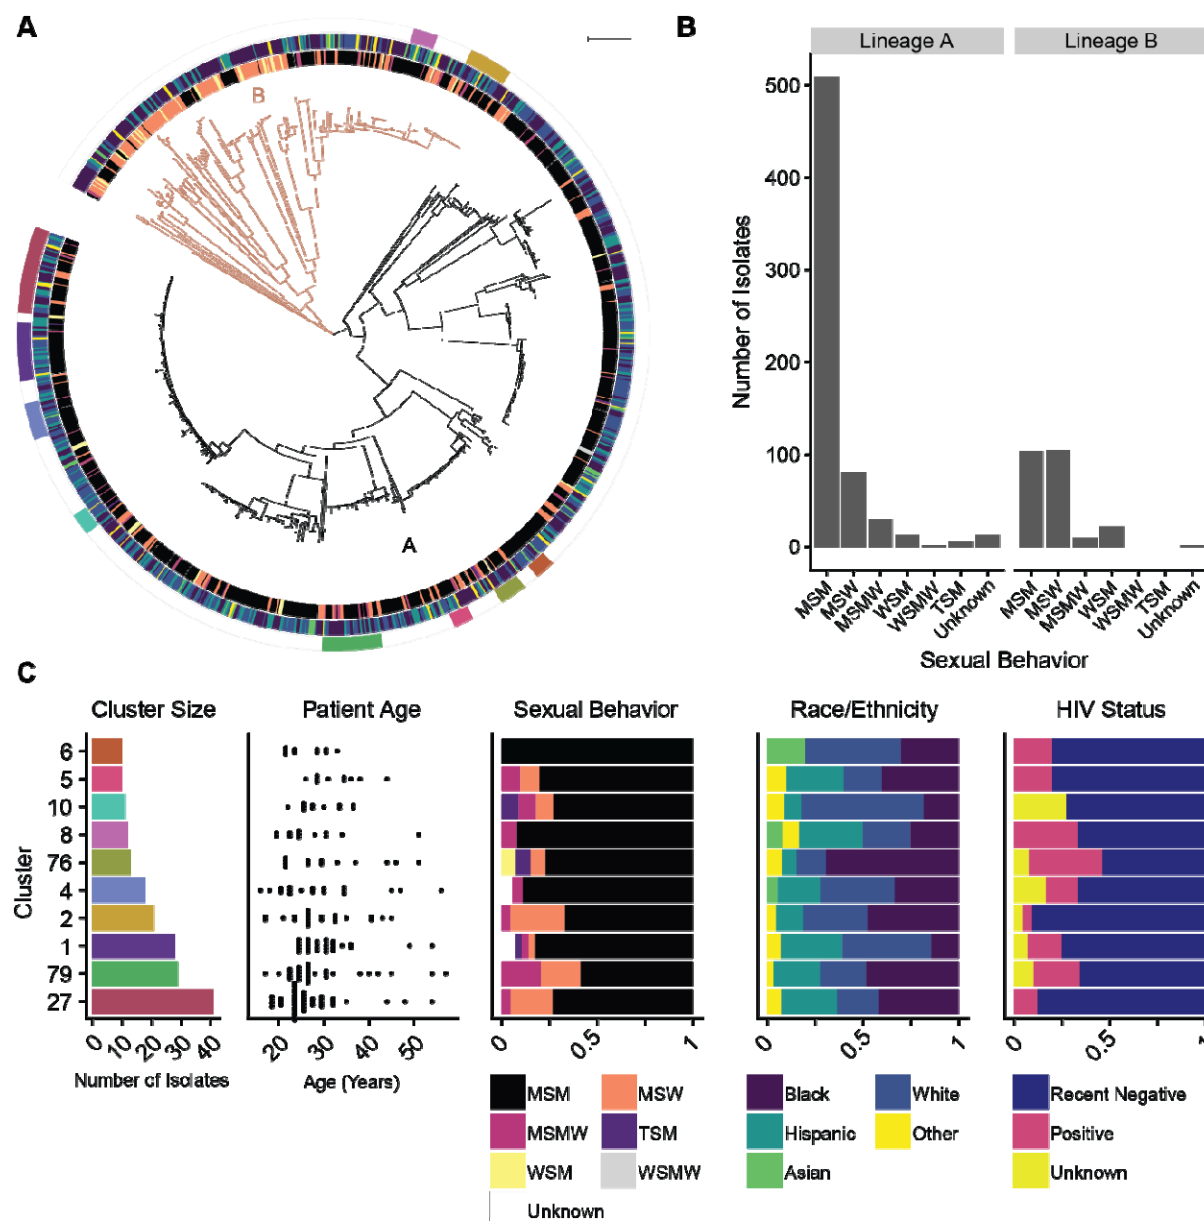 A
B
B
A
Lineage A
Lineage B
Number of Isolates
500
400
300
200
100
0
MSM
MSW
MSMW
WSM
WSMW
TSM
Unknown
MSM
MSW
MSMW
WSM
WSMW
TSM
Unknown
Sexual Behavior
C
Cluster Size
Patient Age
Sexual Behavior
Race/Ethnicity
HIV Status
Cluster
6
5
10
8
76
4
2
1
79
27
0 10 20 30 40
20 30 40 50
0 0.5 1
0 0.5 1
0 0.5 1
Number of Isolates
Age (Years)
MSM MSW
MSMW TSM
WSM WSMW
Unknown
Black White
Hispanic Other
Asian
Recent Negative
Positive
Unknown